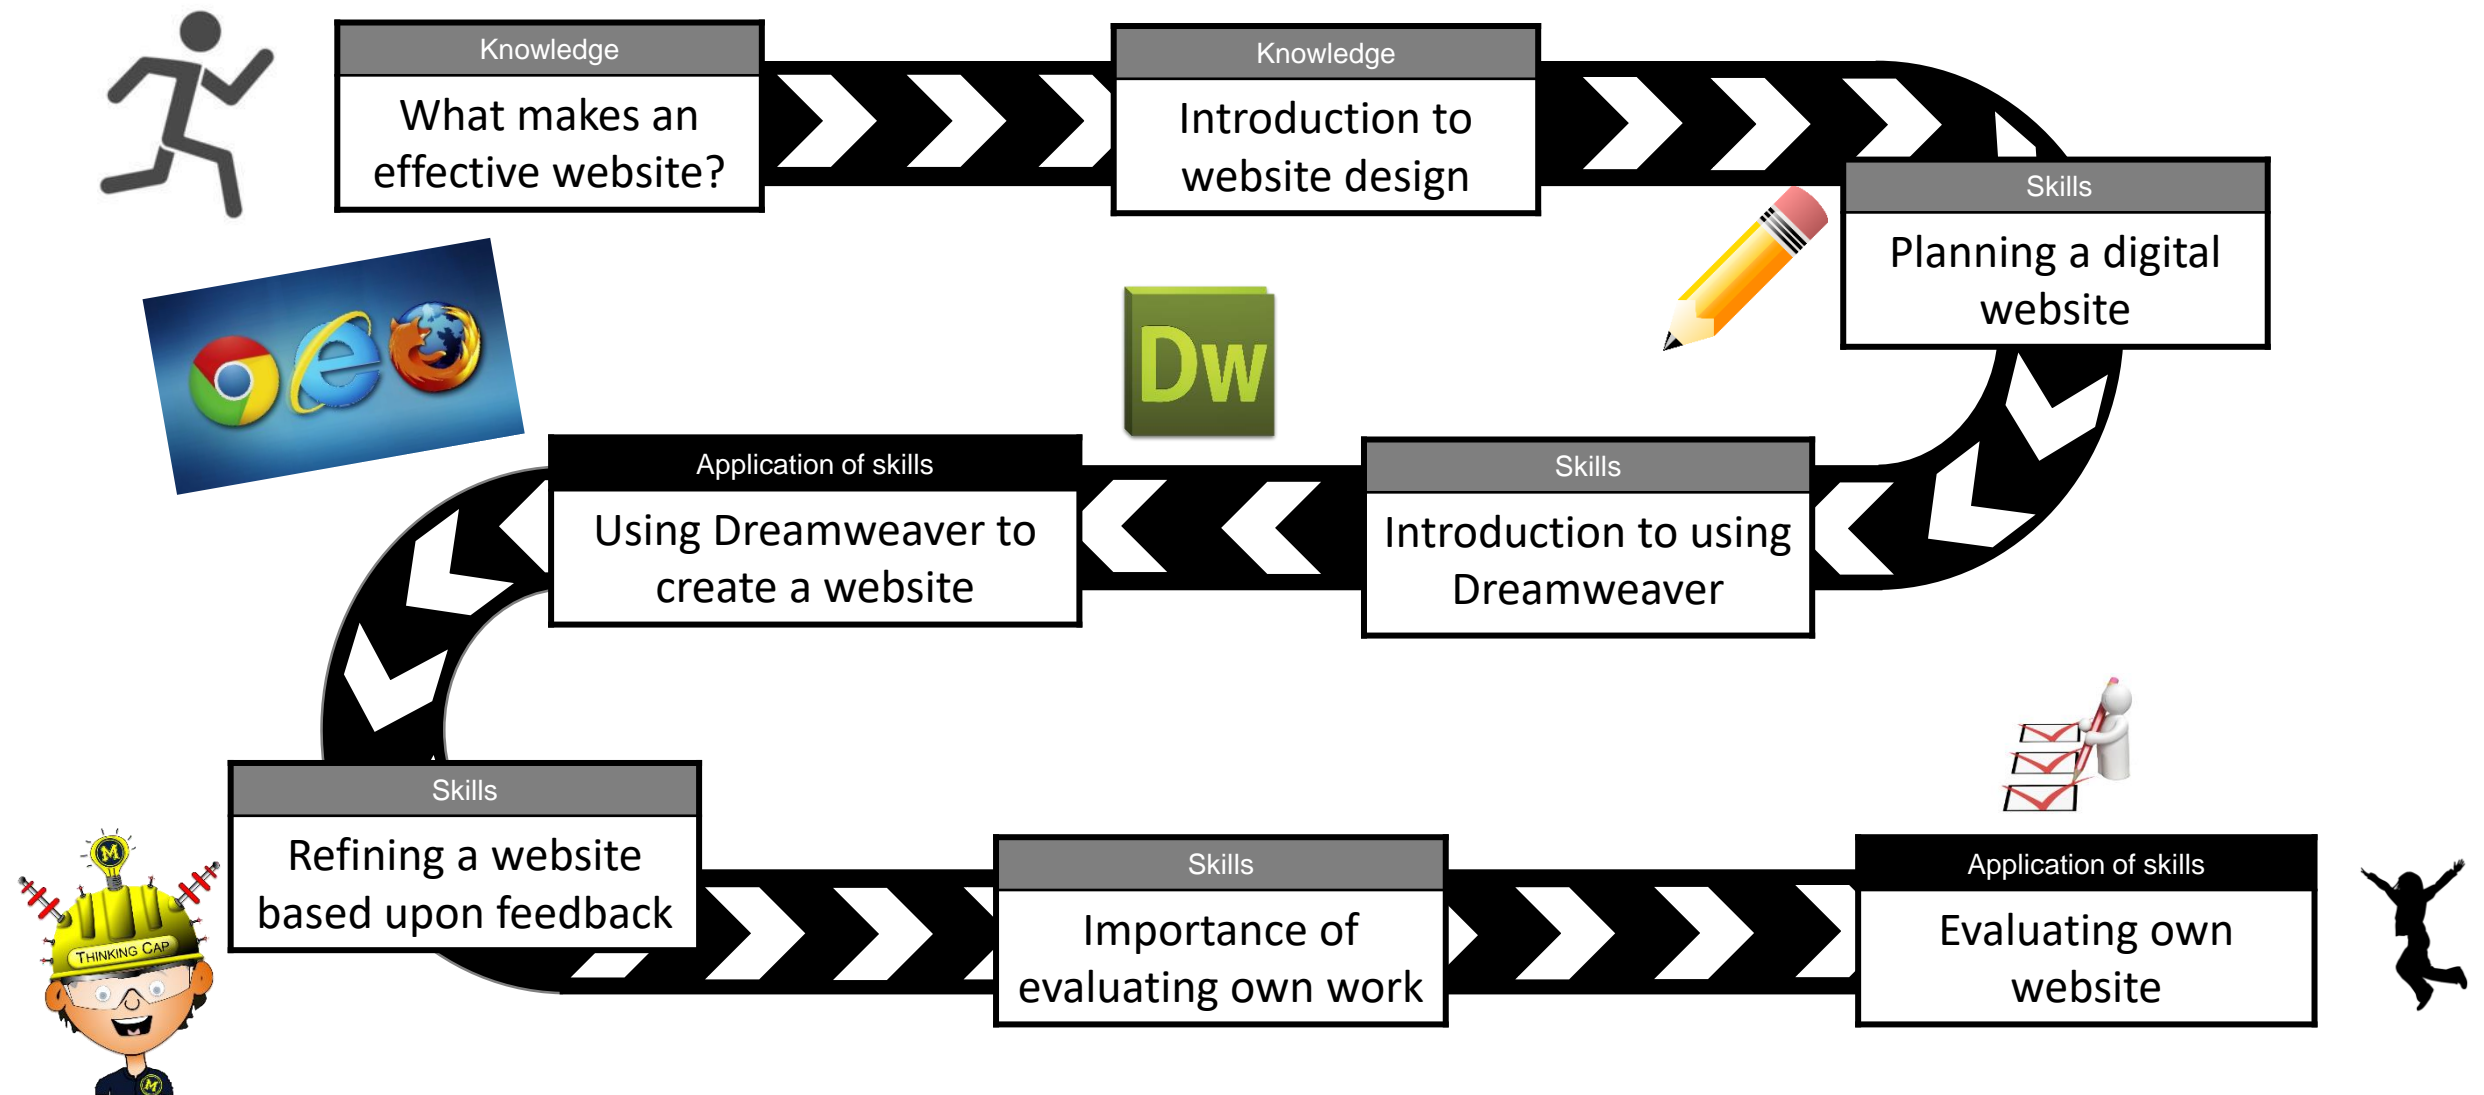 Knowledge
What makes an
effective website?
Knowledge
Introduction to
website design
Skills
Planning a digital
website
Dw
Skills
Introduction to using
Dreamweaver
Application of skills
Using Dreamweaver to
create a website
Skills
Refining a website
based upon feedback
M
THINKING CAP
M
Skills
Importance of
evaluating own work
Application of skills
Evaluating own
website